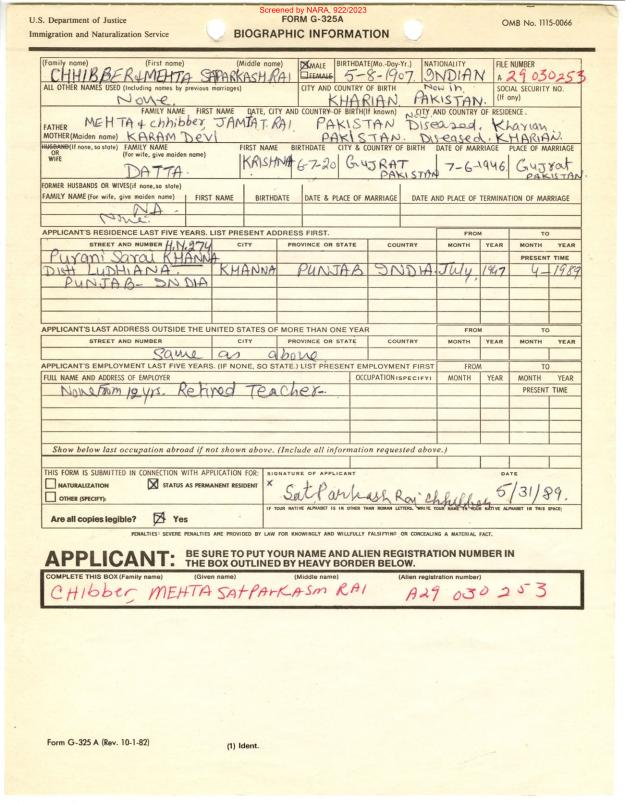 Screened by NARA, 922/2023
U.S. Department of Justice
FORM G-325A
OMB No. 1115-0066
Immigration and Naturalization Service
BIOGRAPHIC INFORMATION
(Family name) (First name) (Middle name) MALE FEMALE BIRTHDATE(Mo.-Day-Yr.) NATIONALITY FILE NUMBER
CHHIBBER & MEHTA SATPARKASH RAI 5-8-1907. INDIAN A 29 030253
ALL OTHER NAMES USED (Including names by previous marriages) CITY AND COUNTRY OF BIRTH SOCIAL SECURITY NO. (If any)
None. KHARIAN. Now in PAKISTAN.
FAMILY NAME FIRST NAME DATE, CITY AND COUNTRY OF BIRTH(If known) CITY AND COUNTRY OF RESIDENCE.
FATHER MEHTA & chhibber, JAMIAT RAI. Now PAKISTAN Diseased. Kharian
MOTHER(Maiden name) KARAM Devi PAKISTAN. Diseased. KHARIAN.
HUSBAND(If none, so state) OR WIFE FAMILY NAME (For wife, give maiden name) FIRST NAME BIRTHDATE CITY & COUNTRY OF BIRTH DATE OF MARRIAGE PLACE OF MARRIAGE
DATTA. KRISHNA 6-7-20 GUJRAT PAKISTAN 7-6-1946 Gujrat PAKISTAN.
FORMER HUSBANDS OR WIVES(if none,so state)
FAMILY NAME (For wife, give maiden name) FIRST NAME BIRTHDATE DATE & PLACE OF MARRIAGE DATE AND PLACE OF TERMINATION OF MARRIAGE
NA
None.
APPLICANT'S RESIDENCE LAST FIVE YEARS. LIST PRESENT ADDRESS FIRST. FROM TO
STREET AND NUMBER CITY PROVINCE OR STATE COUNTRY MONTH YEAR MONTH YEAR
H.N. 274
Purani Sarai KHANNA PRESENT TIME
Distt LUDHIANA. KHANNA PUNJAB INDIA. July, 1947 4-1989
PUNJAB- INDIA
APPLICANT'S LAST ADDRESS OUTSIDE THE UNITED STATES OF MORE THAN ONE YEAR FROM TO
STREET AND NUMBER CITY PROVINCE OR STATE COUNTRY MONTH YEAR MONTH YEAR
Same as above
APPLICANT'S EMPLOYMENT LAST FIVE YEARS. (IF NONE, SO STATE.) LIST PRESENT EMPLOYMENT FIRST FROM TO
FULL NAME AND ADDRESS OF EMPLOYER OCCUPATION(SPECIFY) MONTH YEAR MONTH YEAR
None From 12 yrs. Retired Teacher- PRESENT TIME
Show below last occupation abroad if not shown above. (Include all information requested above.)
THIS FORM IS SUBMITTED IN CONNECTION WITH APPLICATION FOR: SIGNATURE OF APPLICANT DATE
NATURALIZATION STATUS AS PERMANENT RESIDENT
x Sat Parkash Rai Chhibber 5/31/89.
OTHER (SPECIFY):
IF YOUR NATIVE ALPHABET IS IN OTHER THAN ROMAN LETTERS, WRITE YOUR NAME IN YOUR NATIVE ALPHABET IN THIS SPACE)
Are all copies legible? Yes
PENALTIES: SEVERE PENALTIES ARE PROVIDED BY LAW FOR KNOWINGLY AND WILLFULLY FALSIFYING OR CONCEALING A MATERIAL FACT.
APPLICANT: BE SURE TO PUT YOUR NAME AND ALIEN REGISTRATION NUMBER IN
THE BOX OUTLINED BY HEAVY BORDER BELOW.
COMPLETE THIS BOX (Family name) (Given name) (Middle name) (Alien registration number)
CHIbber, MEHTA SatParKASm RAI A29 030 253
Form G-325 A (Rev. 10-1-82)
(1) Ident.